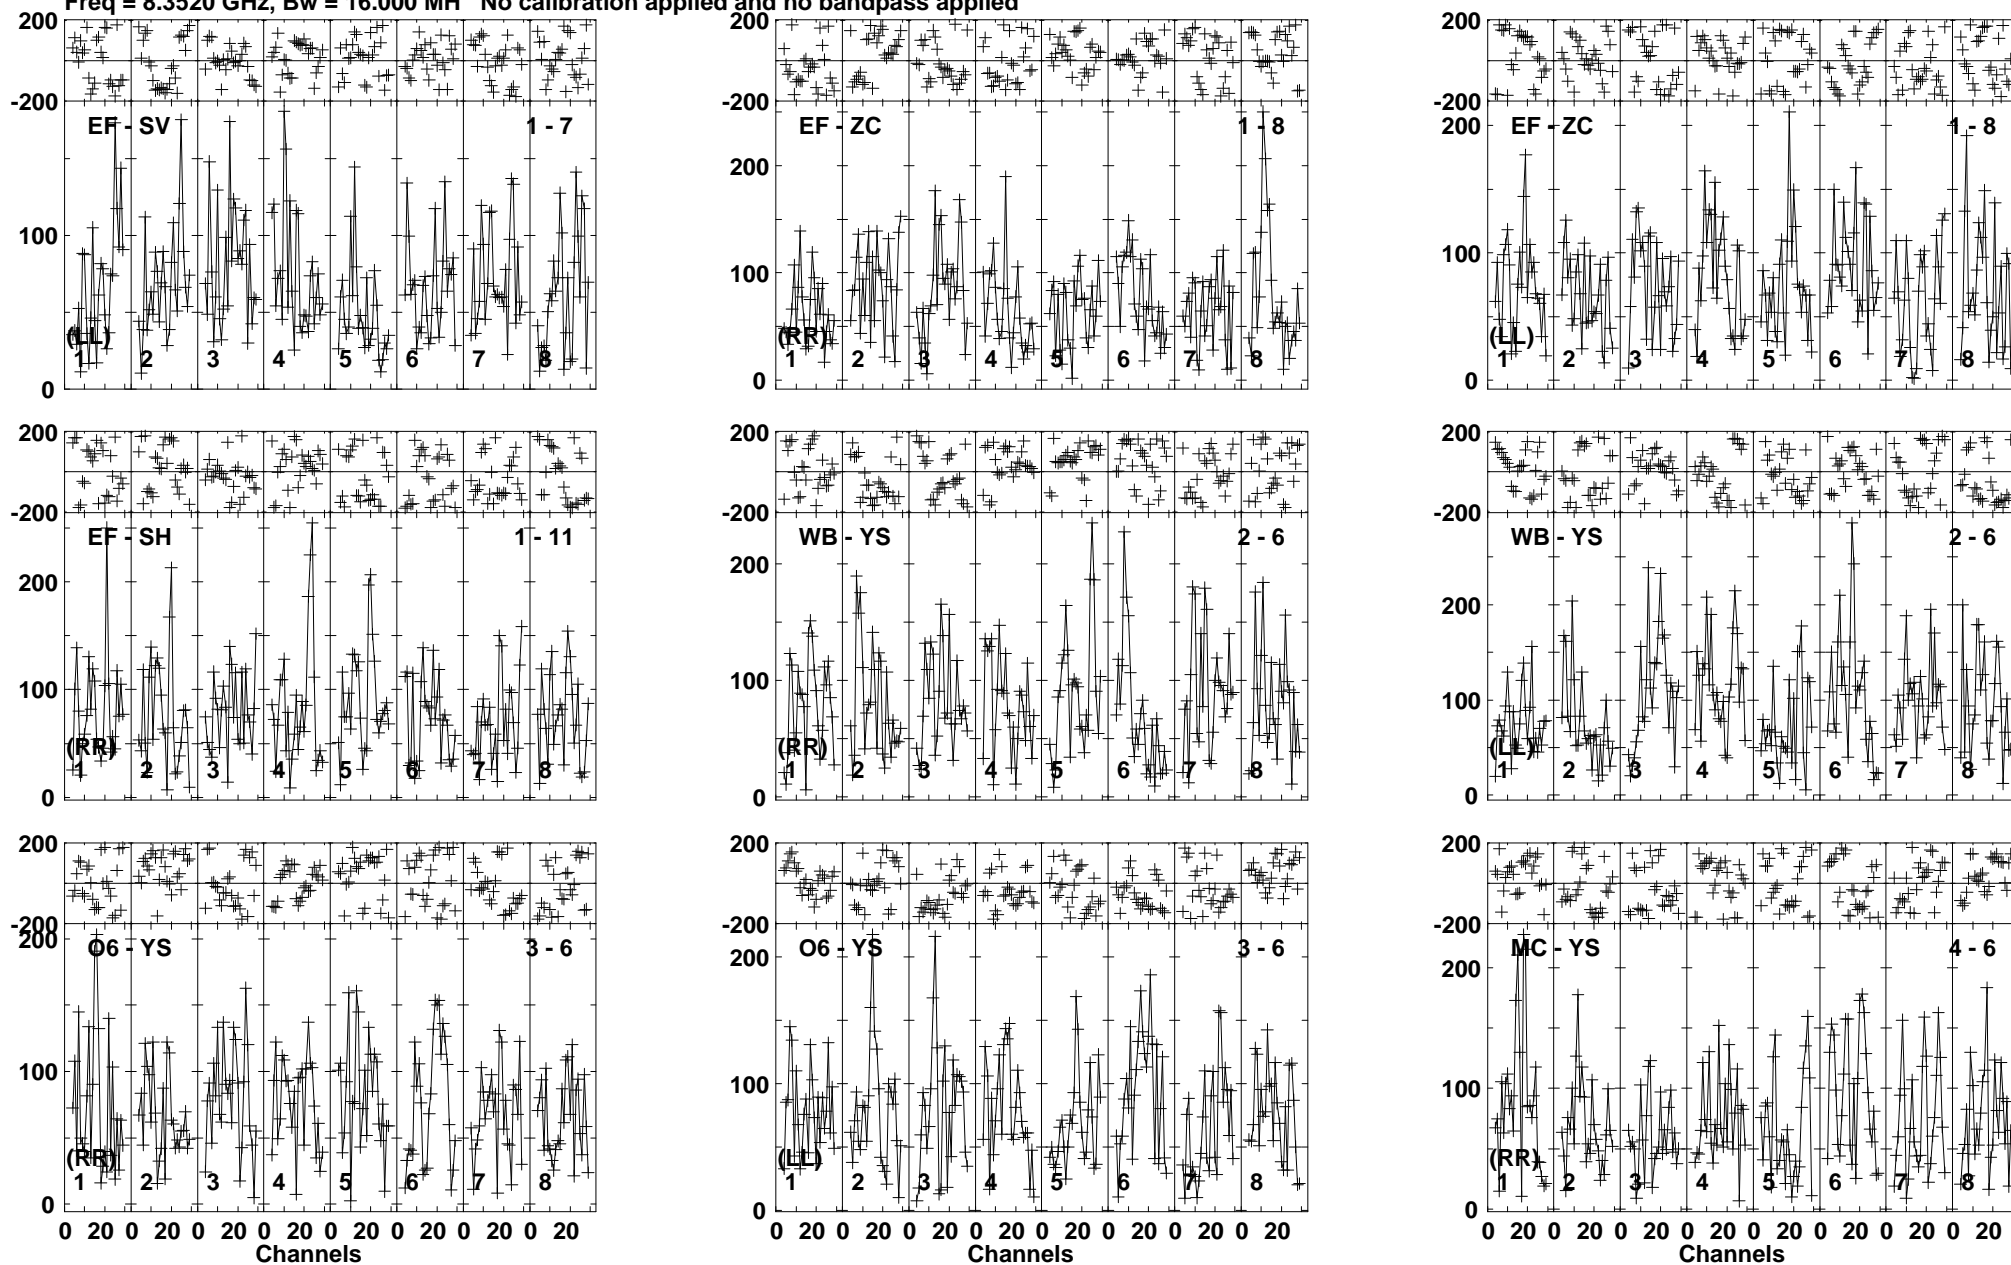 Freq = 8.3520 GHz, Bw = 16.000 MH No calibration applied and no bandpass applied
200 200 200
-200 -200 -200
EF - SV 1 - 7 EF - ZC 1 - 8 EF - ZC 1 - 8
200
200
100
100 100
(LL) (RR) (LL)
1 2 3 4 5 6 7 8 1 2 3 4 5 6 7 8 1 2 3 4 5 6 7 8
0 0 0
200 200 200
-200 -200 -200
EF - SH 1 - 11 WB - YS 2 - 6 WB - YS 2 - 6
200 200 200
100 100 100
(RR) (RR) (LL)
1 2 3 4 5 6 7 8 1 2 3 4 5 6 7 8 1 2 3 4 5 6 7 8
0 0 0
200 200 200
-200 -200 -200
200 O6 - YS 3 - 6 O6 - YS 3 - 6 MC - YS 4 - 6
200 200
100 100 100
(RR) (LL) (RR)
1 2 3 4 5 6 7 8 1 2 3 4 5 6 7 8 1 2 3 4 5 6 7 8
0 0 0
0 20 0 20 0 20 0 20 0 20 0 20 0 20 0 20 0 20 0 20 0 20 0 20 0 20 0 20 0 20 0 20 0 20 0 20 0 20 0 20 0 20 0 20 0 20 0 20
Channels Channels Channels